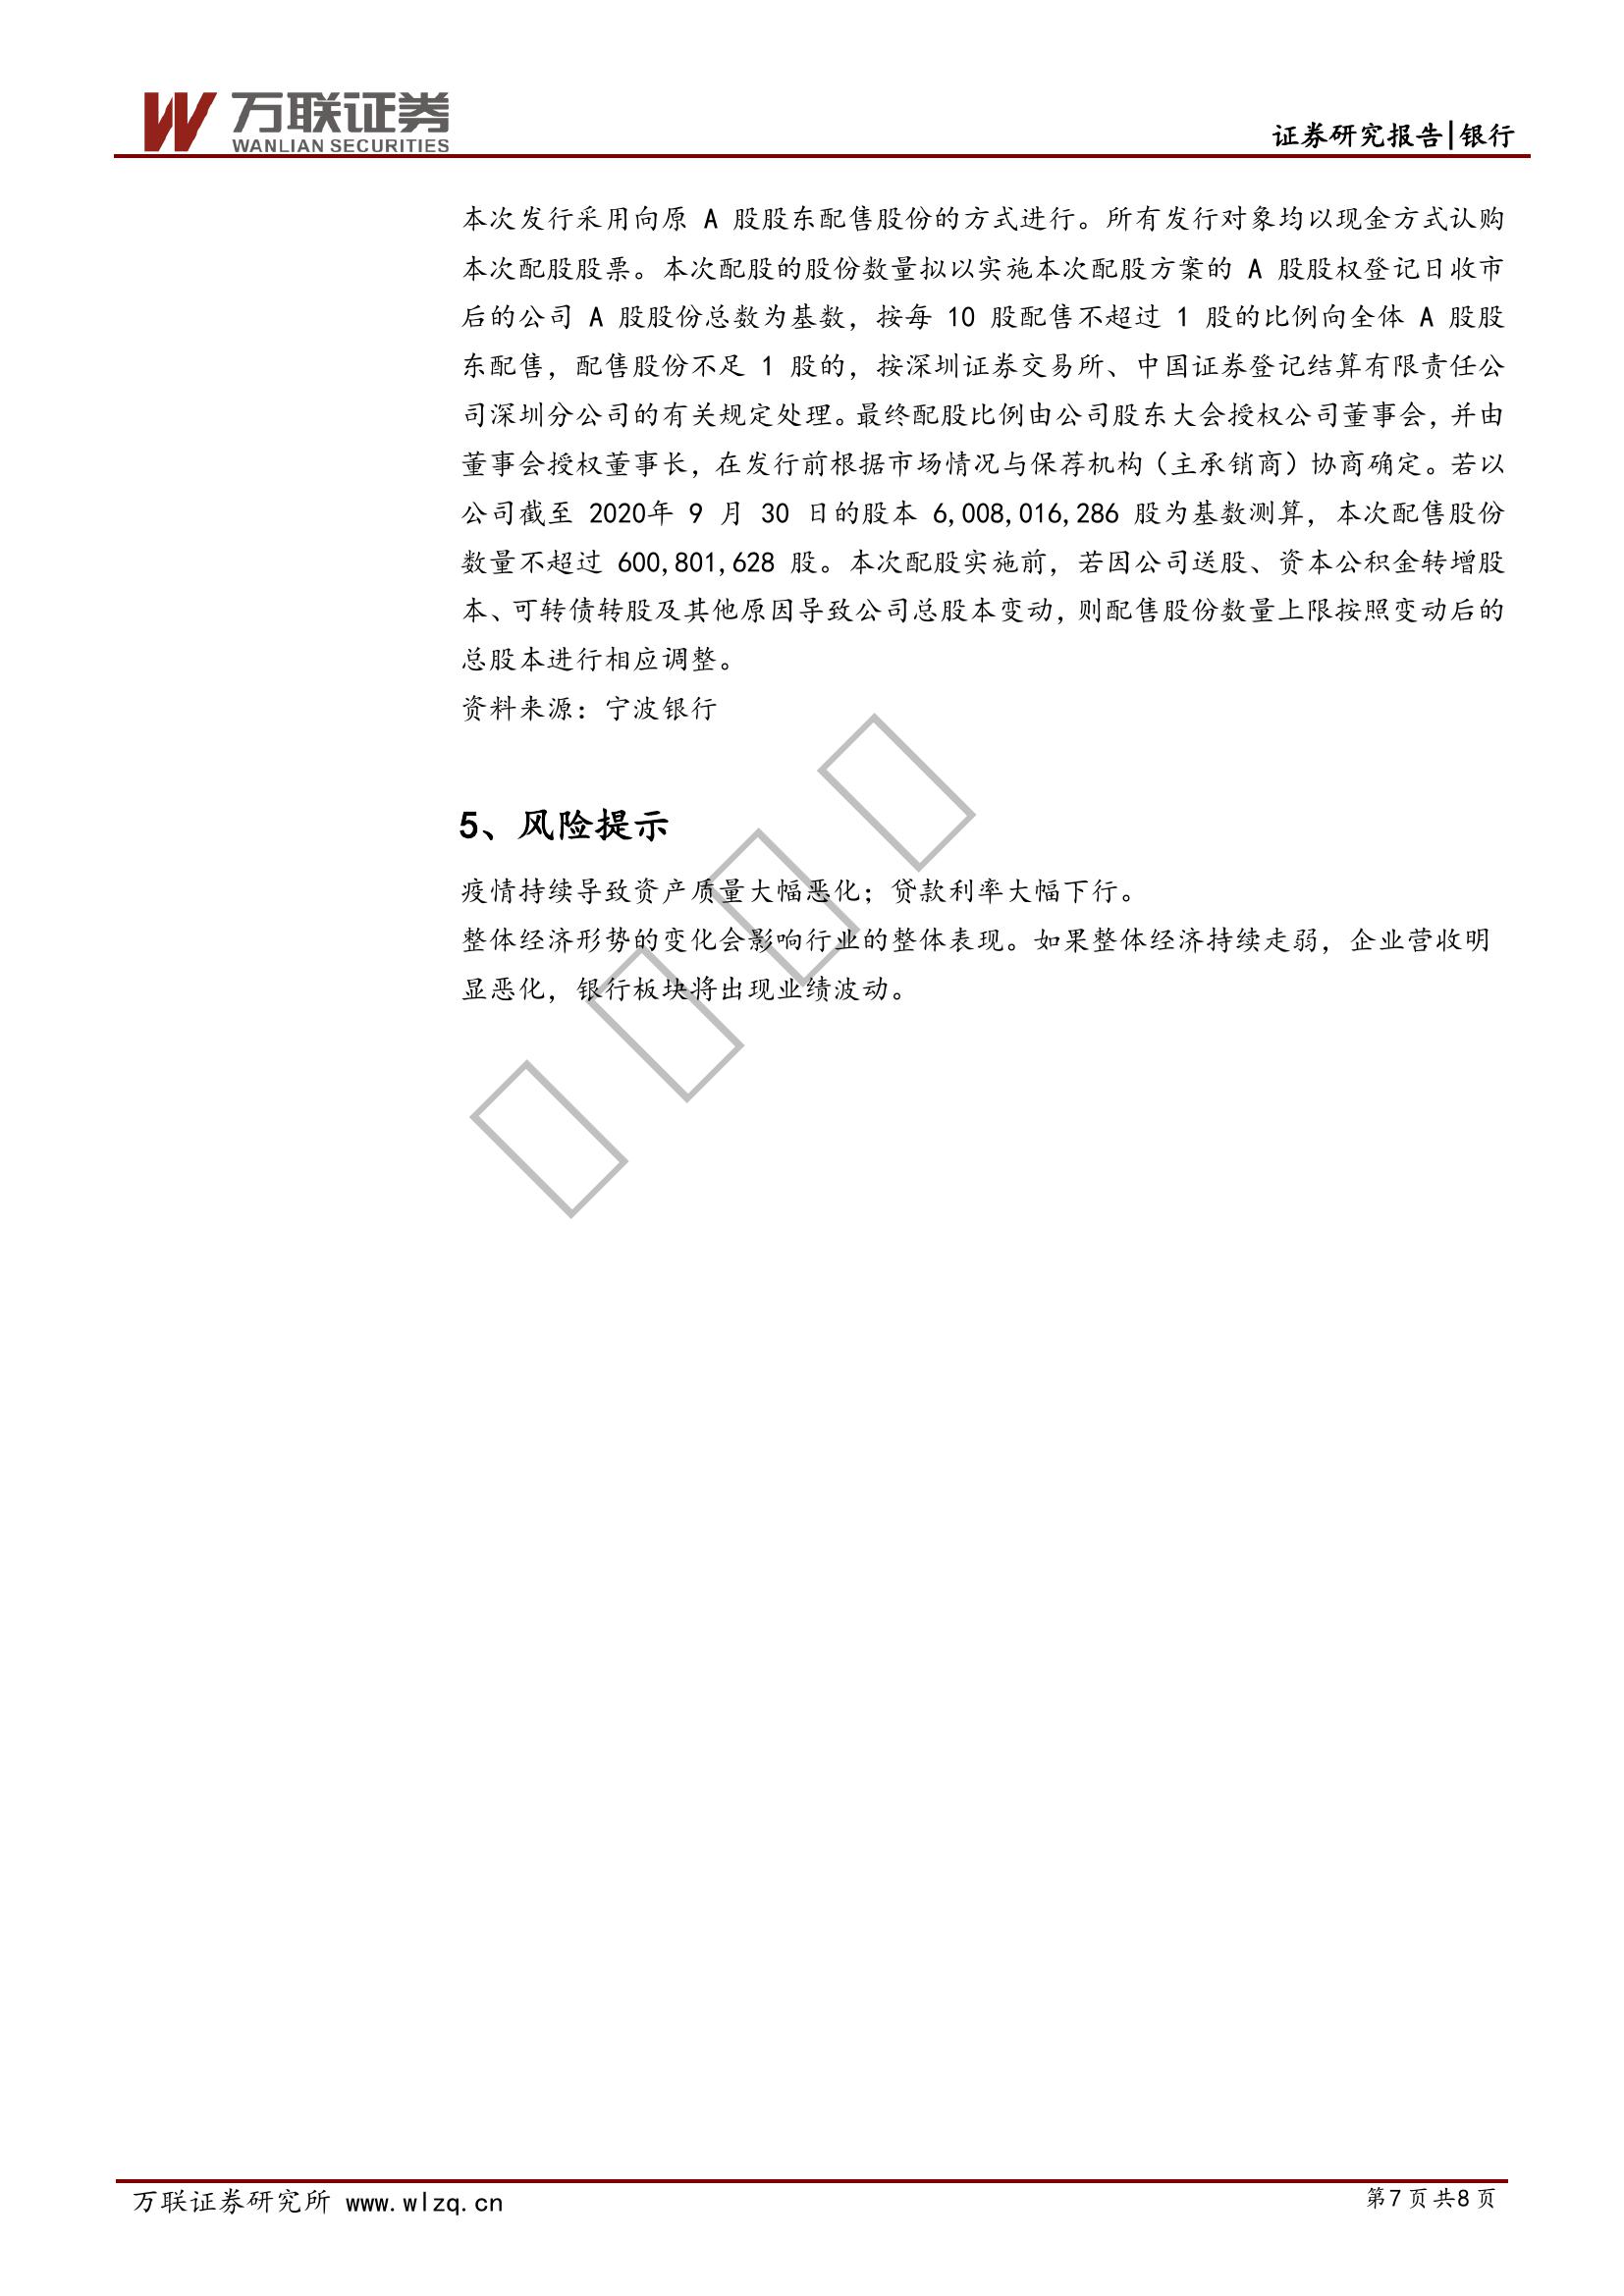 万联证券
WANLIAN SECURITIES
证券研究报告|银行
本次发行采用向原 A 股股东配售股份的方式进行。所有发行对象均以现金方式认购
本次配股股票。本次配股的股份数量拟以实施本次配股方案的 A 股股权登记日收市
后的公司 A 股股份总数为基数，按每 10 股配售不超过 1 股的比例向全体 A 股股
东配售，配售股份不足 1 股的，按深圳证券交易所、中国证券登记结算有限责任公
司深圳分公司的有关规定处理。最终配股比例由公司股东大会授权公司董事会，并由
董事会授权董事长，在发行前根据市场情况与保荐机构（主承销商）协商确定。若以
公司截至 2020年 9 月 30 日的股本 6,008,016,286 股为基数测算，本次配售股份
数量不超过 600,801,628 股。本次配股实施前，若因公司送股、资本公积金转增股
本、可转债转股及其他原因导致公司总股本变动，则配售股份数量上限按照变动后的
总股本进行相应调整。
资料来源：宁波银行
5、风险提示
疫情持续导致资产质量大幅恶化；贷款利率大幅下行。
整体经济形势的变化会影响行业的整体表现。如果整体经济持续走弱，企业营收明
显恶化，银行板块将出现业绩波动。
万联证券研究所 www.wlzq.cn
第7页共8页